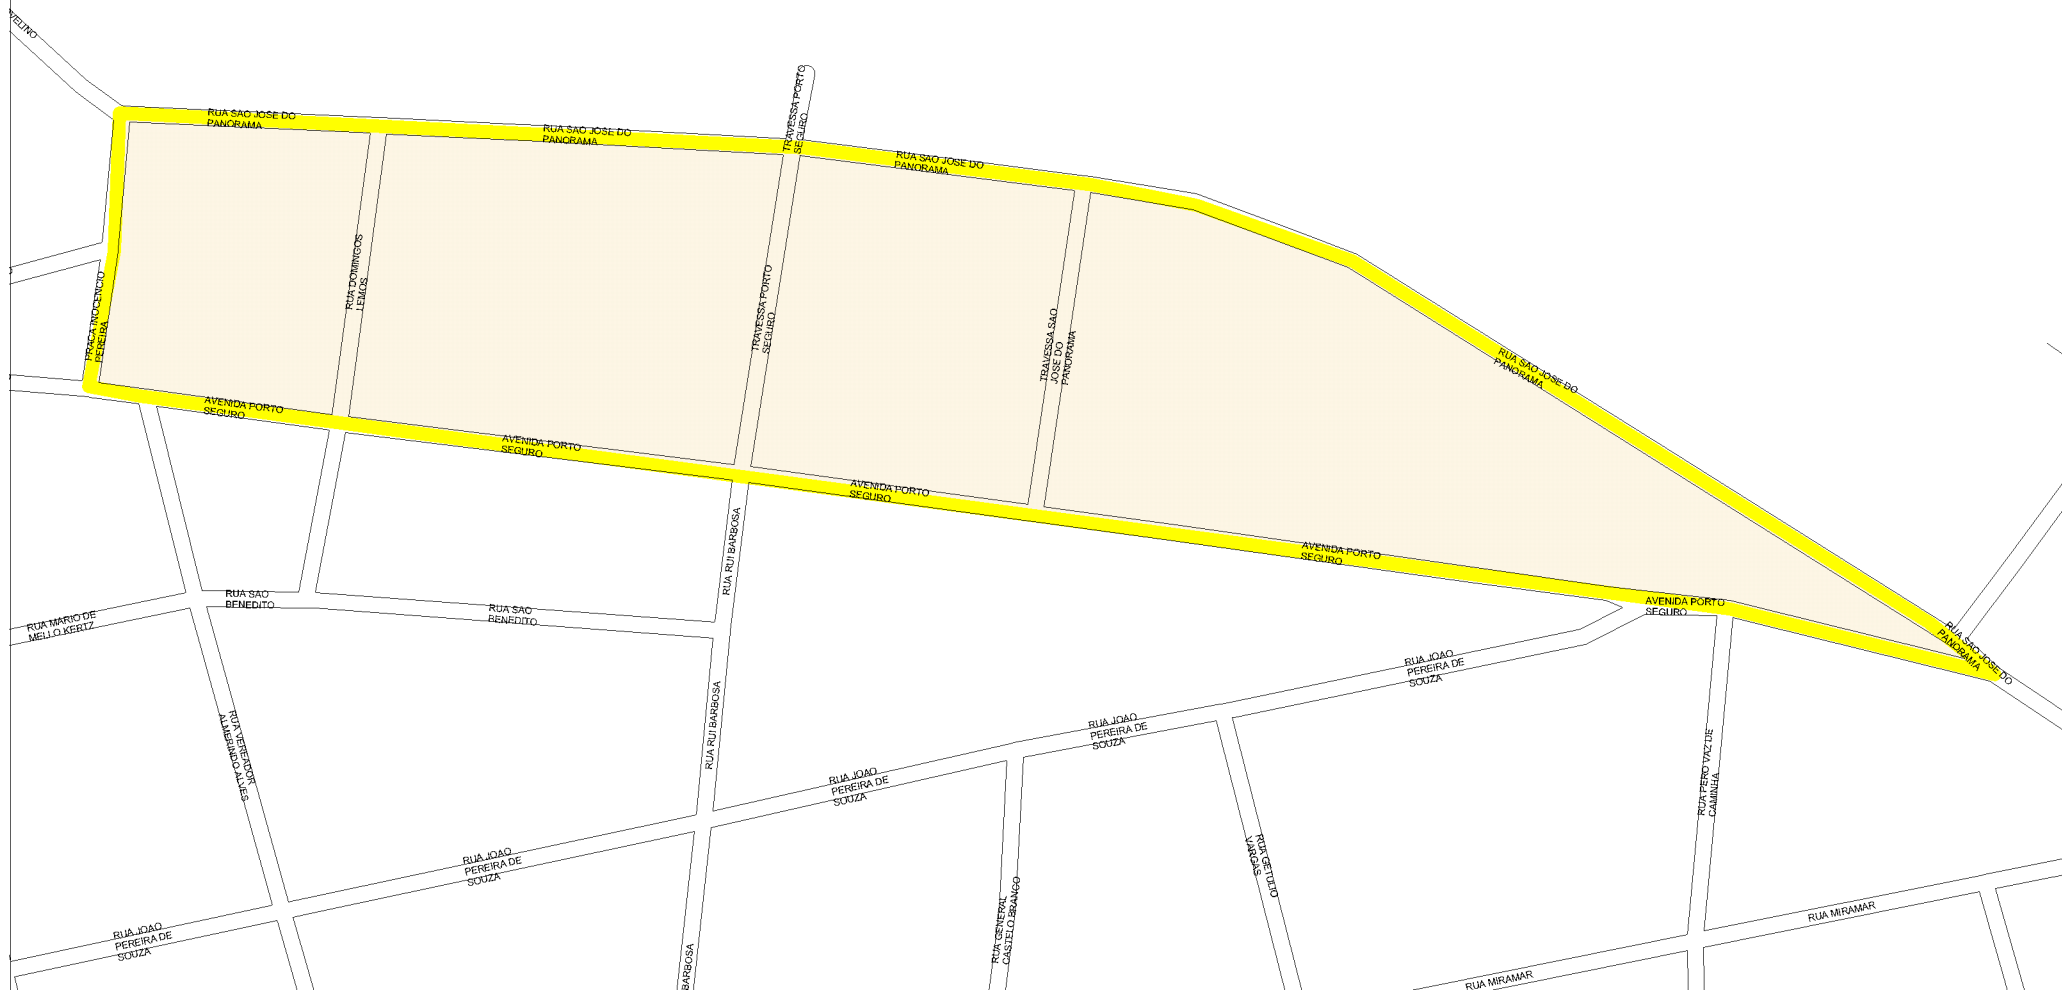 RUA SAO JOSE DO
PANORAMA
RUA SAO JOSE DO
PANORAMA
TRAVESSA PORTO
SEGURO
RUA SAO JOSE DO
PANORAMA
RUA DOMINGOS
LEMOS
TRAVESSA PORTO
SEGURO
PRACA INOCENCIO
PEREIRA
TRAVESSA SAO
JOSE DO
PANORAMA
RUA SAO JOSE DO
PANORAMA
AVENIDA PORTO
SEGURO
AVENIDA PORTO
SEGURO
AVENIDA PORTO
SEGURO
AVENIDA PORTO
SEGURO
AVENIDA PORTO
SEGURO
RUA SAO JOSE DO
PANORAMA
RUA RUI BARBOSA
RUA SAO
BENEDITO
RUA SAO
BENEDITO
RUA MARIO DE
MELLO KERTZ
RUA JOAO
PEREIRA DE
SOUZA
RUA RUI BARBOSA
RUA VEREADOR
ALMERINDO ALVES
RUA JOAO
PEREIRA DE
SOUZA
RUA PERO VAZ DE
CAMINHA
RUA JOAO
PEREIRA DE
SOUZA
RUA GETULIO
VARGAS
RUA JOAO
PEREIRA DE
SOUZA
RUA GENERAL
CASTELO BRANCO
RUA MIRAMAR
RUA JOAO
PEREIRA DE
SOUZA
BARBOSA
RUA MIRAMAR